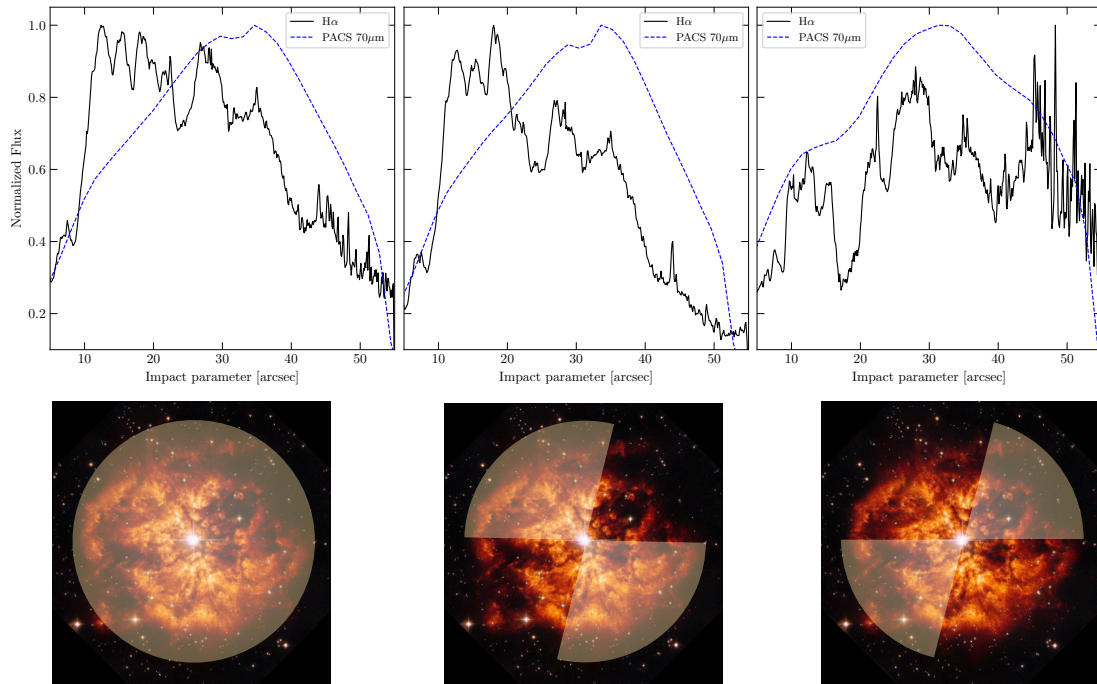 Hα
PACS 70μm
Hα
PACS 70μm
Hα
PACS 70μm
Normalized Flux
1.0
0.8
0.6
0.4
0.2
10 20 30 40 50
10 20 30 40 50
10 20 30 40 50
Impact parameter [arcsec]
Impact parameter [arcsec]
Impact parameter [arcsec]